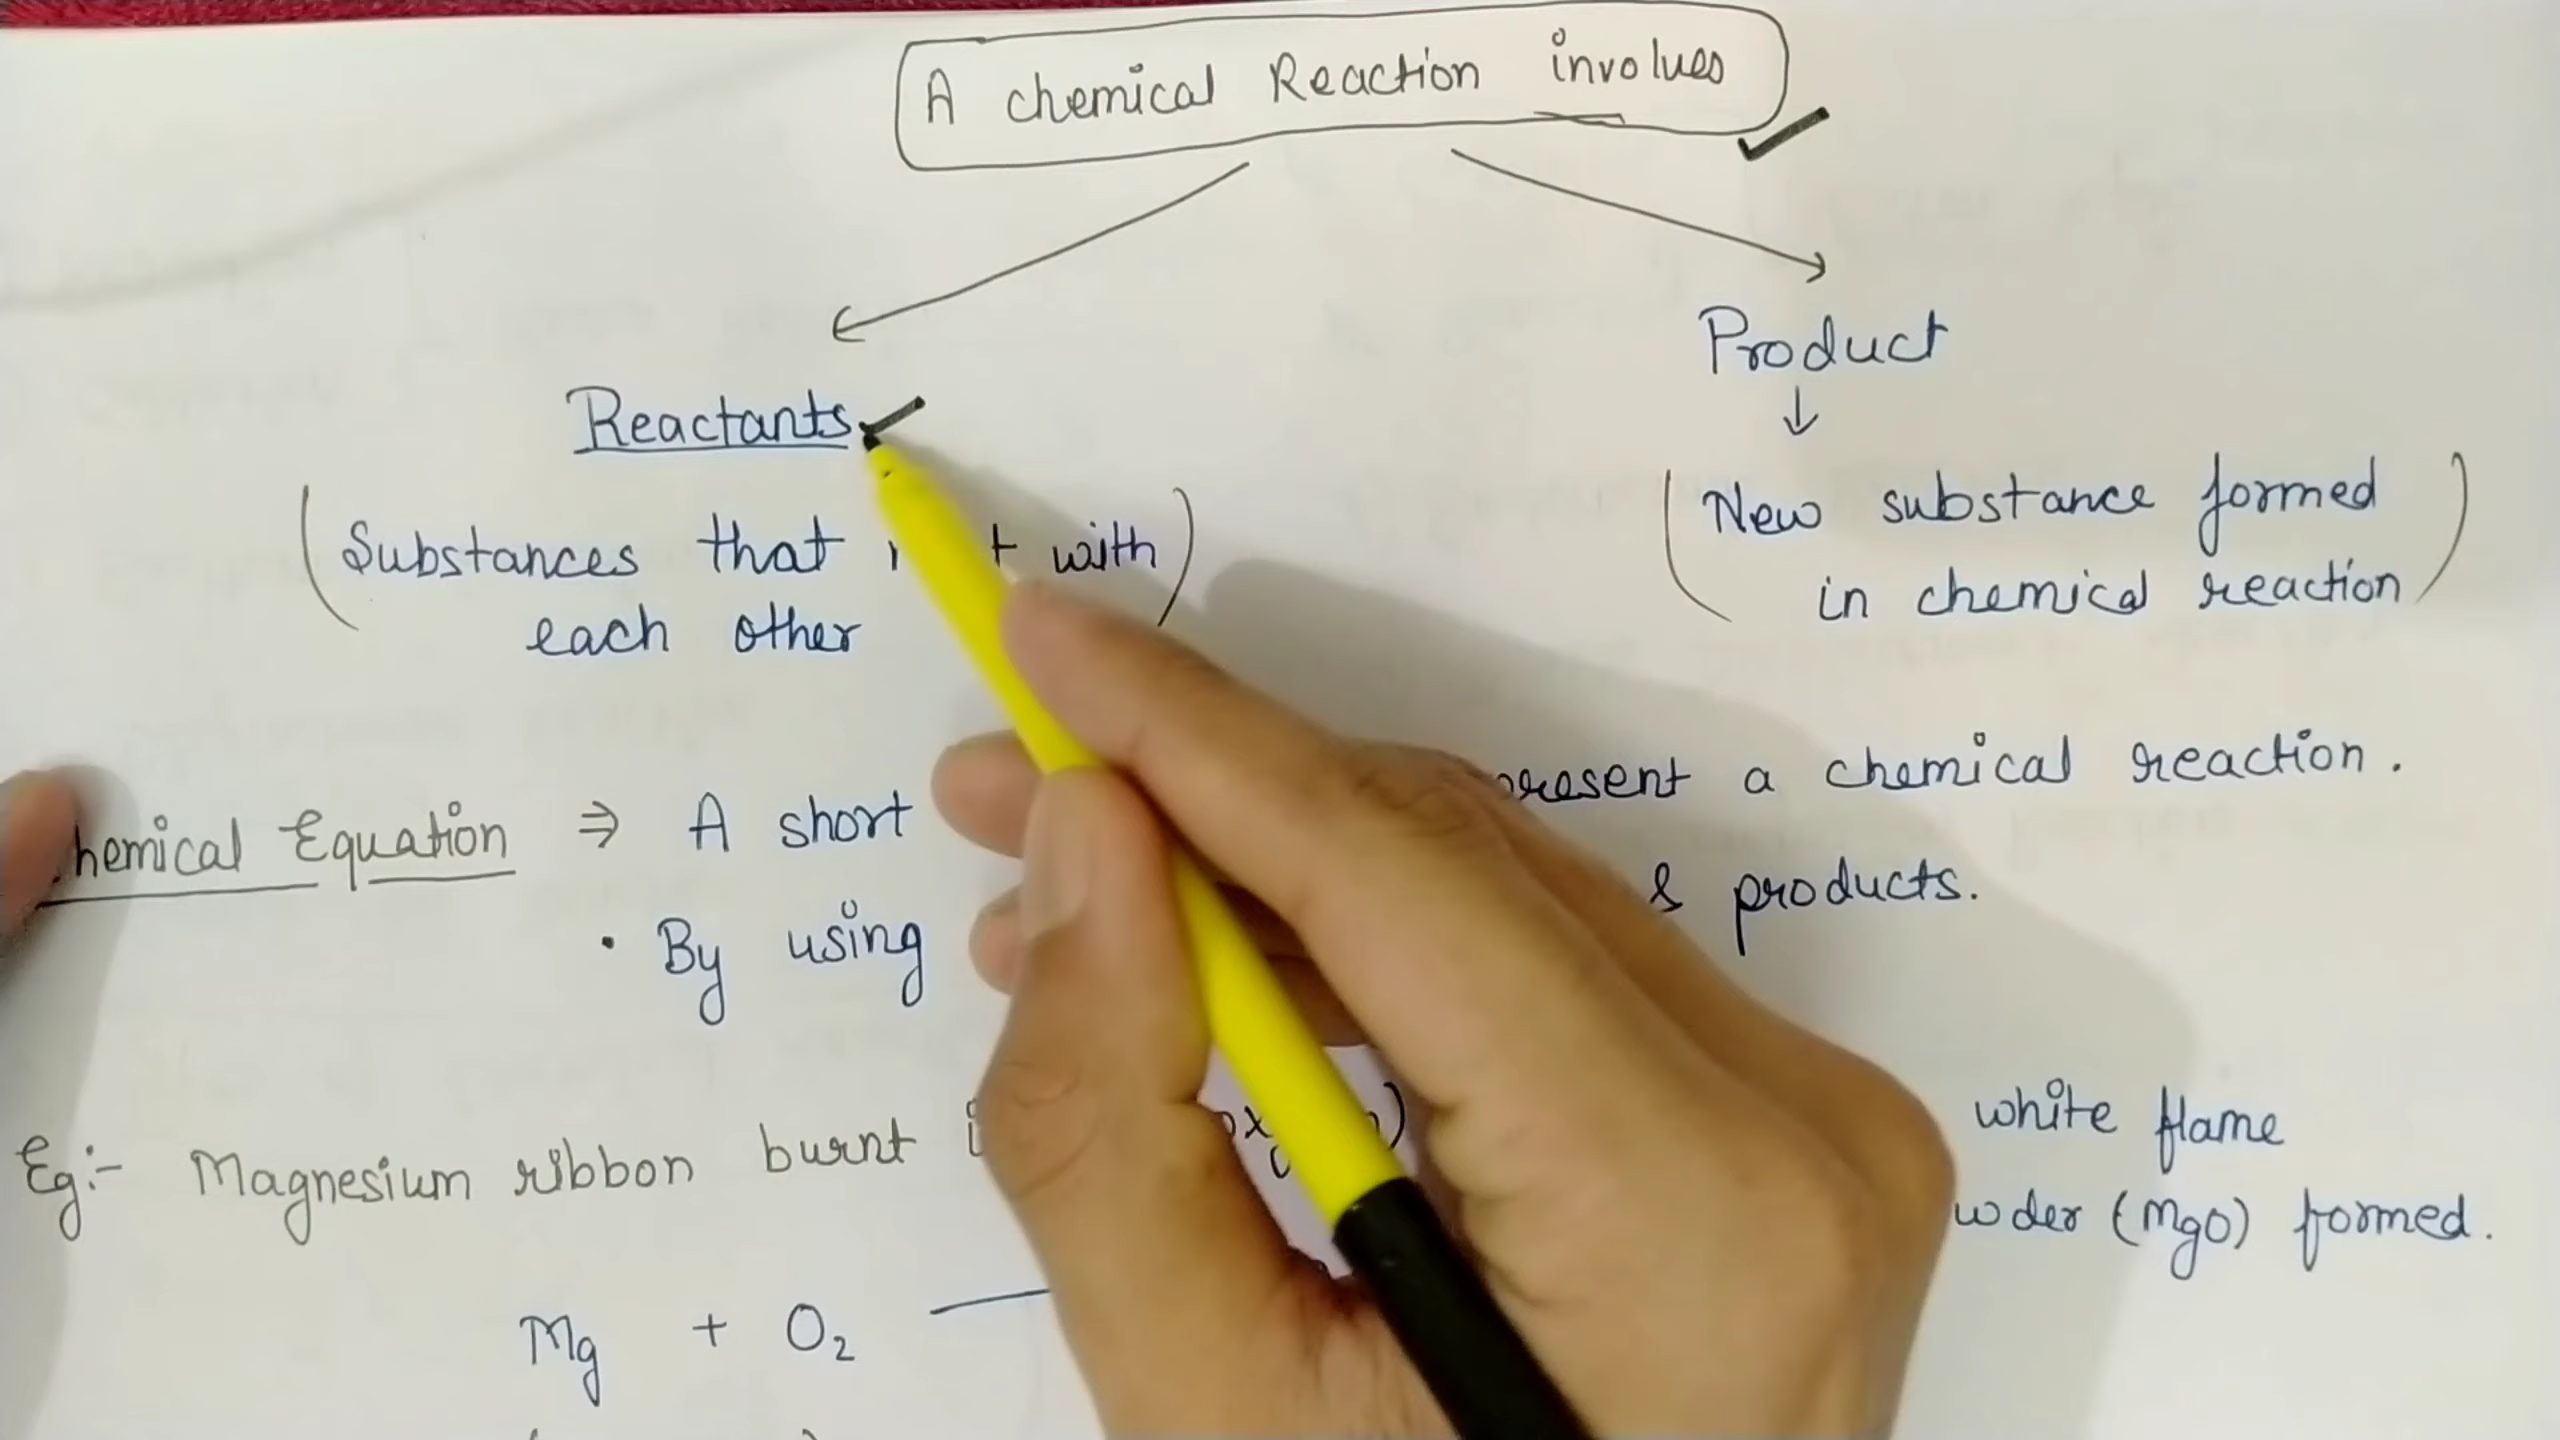 A chemical Reaction involves
Reactants
Product
(Substances that with)
each other
(New substance formed
in chemical reaction)
hemical Equation ⇒ A short present a chemical reaction.
• By using & products.
Eg:- Magnesium ribbon burnt white flame
wder (MgO) formed.
Mg + O₂